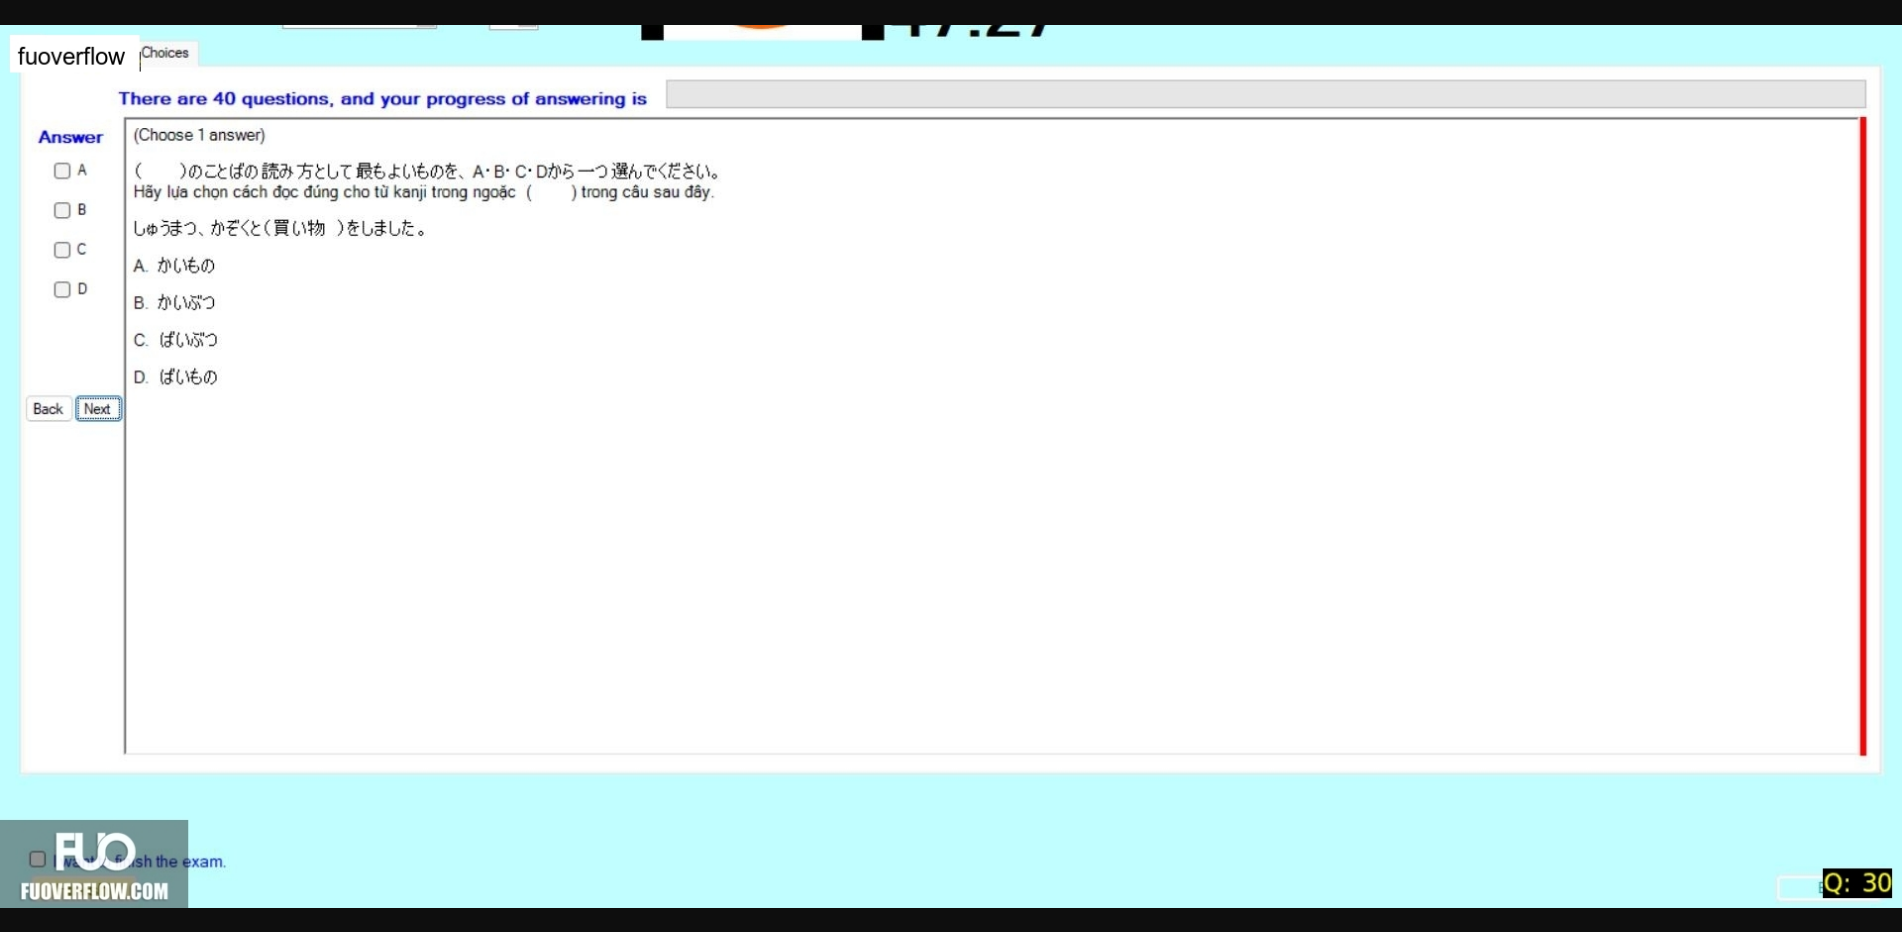 fuoverflow
Choices
There are 40 questions, and your progress of answering is
Answer
(Choose 1 answer)
A
(　　)のことばの読み方として最もよいものを、A・B・C・Dから一つ選んでください。
Hãy lựa chọn cách đọc đúng cho từ kanji trong ngoặc (　　) trong câu sau đây.
B
しゅうまつ、かぞくと(買い物　)をしました。
C
A. かいもの
D
B. かいぶつ
C. ばいぶつ
D. ばいもの
Back Next
FUO
finish the exam.
FUOVERFLOW.COM
Q: 30